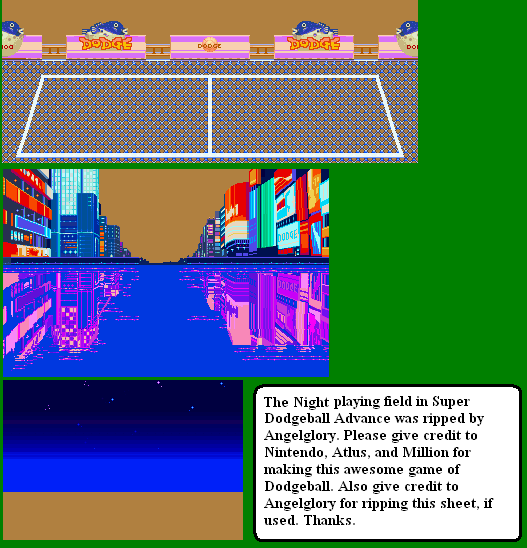 DODGE
DODGE
DODGE
DODGE
DODGE
The Night playing field in Super
Dodgeball Advance was ripped by
Angelglory. Please give credit to
Nintendo, Atlus, and Million for
making this awesome game of
Dodgeball. Also give credit to
Angelglory for ripping this sheet, if
used. Thanks.